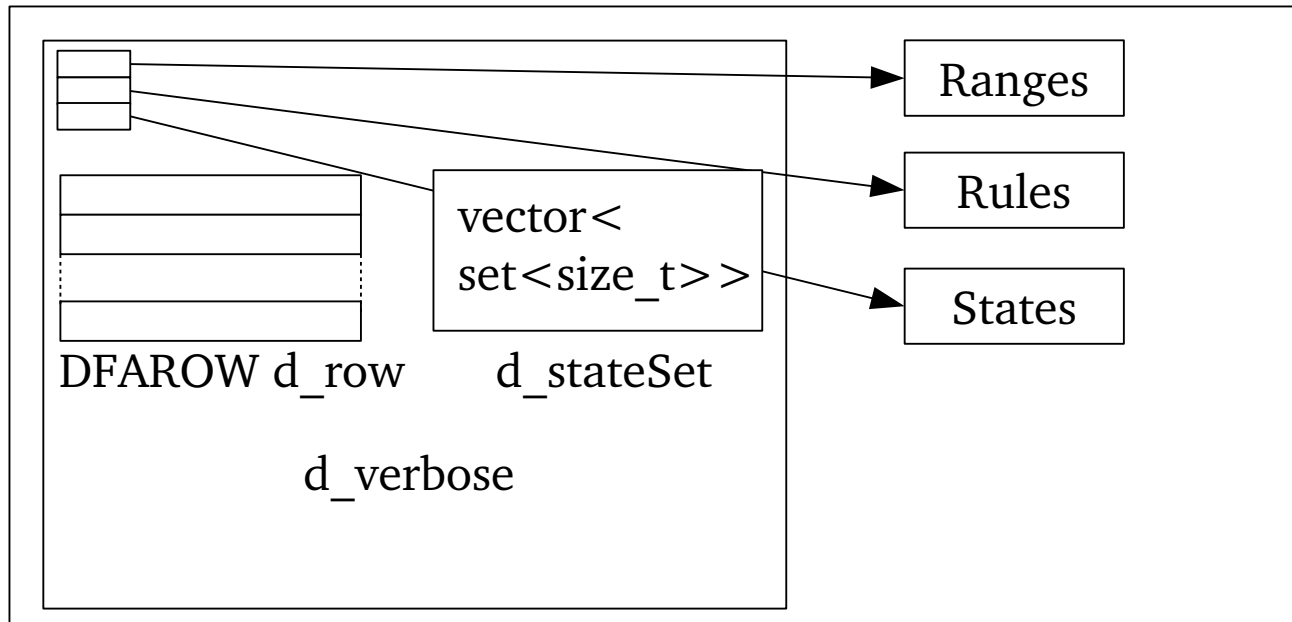 Ranges
Rules
vector<
set<size_t>>
States
DFAROW d_row
d_stateSet
d_verbose